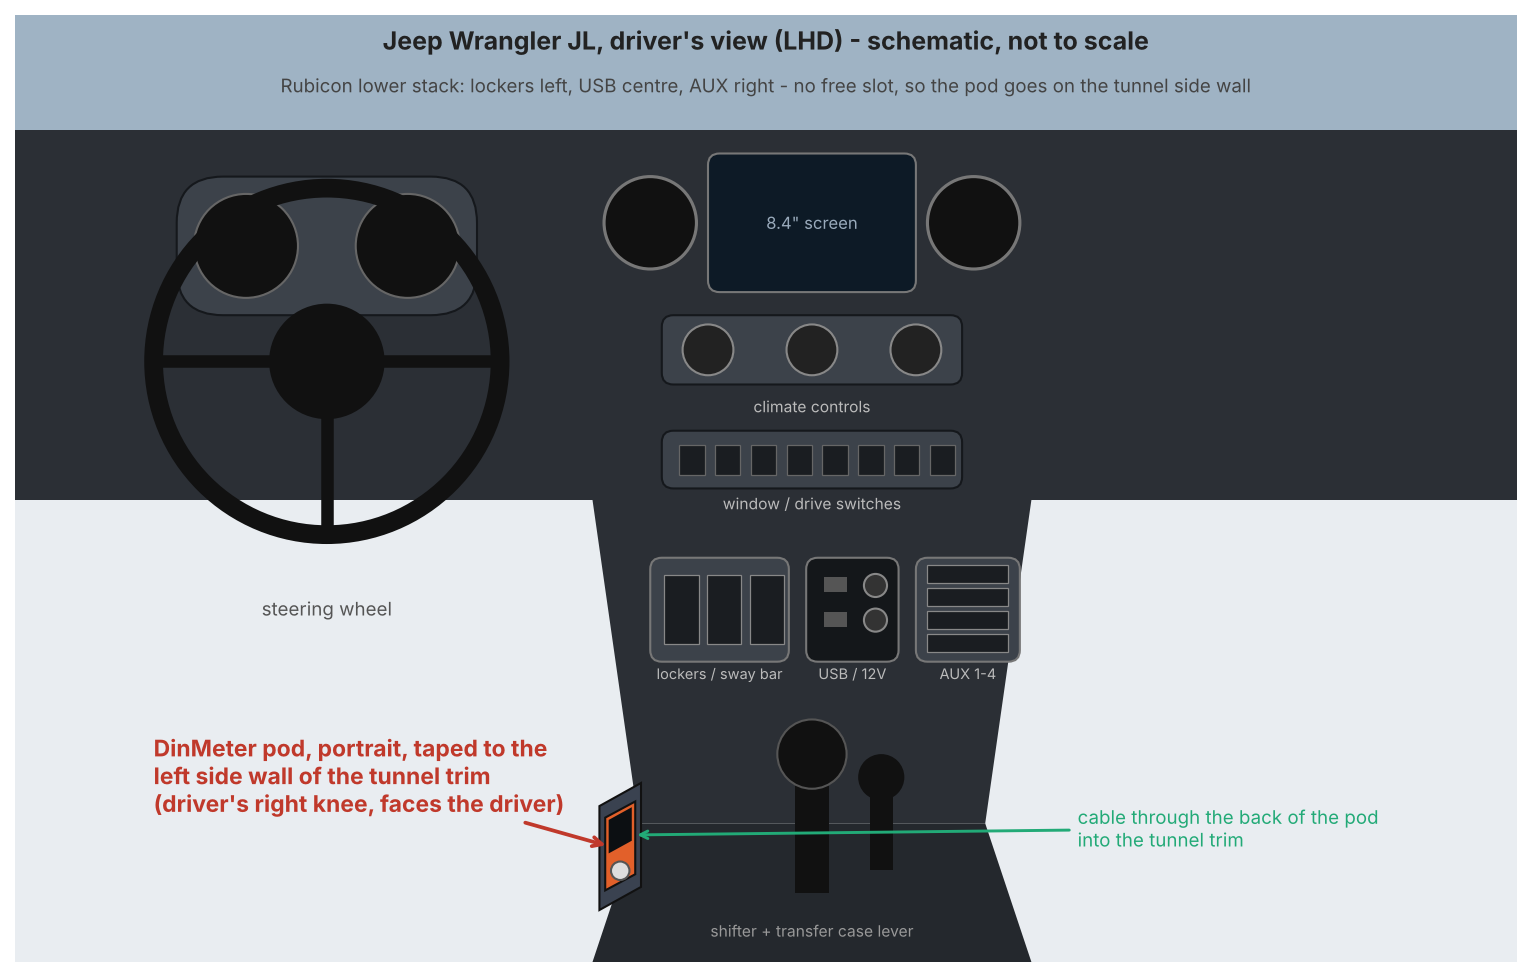 Jeep Wrangler JL, driver's view (LHD) - schematic, not to scale
Rubicon lower stack: lockers left, USB centre, AUX right - no free slot, so the pod goes on the tunnel side wall
8.4" screen
climate controls
window / drive switches
steering wheel
lockers / sway bar
USB / 12V
AUX 1-4
DinMeter pod, portrait, taped to the
left side wall of the tunnel trim
(driver's right knee, faces the driver)
cable through the back of the pod
into the tunnel trim
shifter + transfer case lever